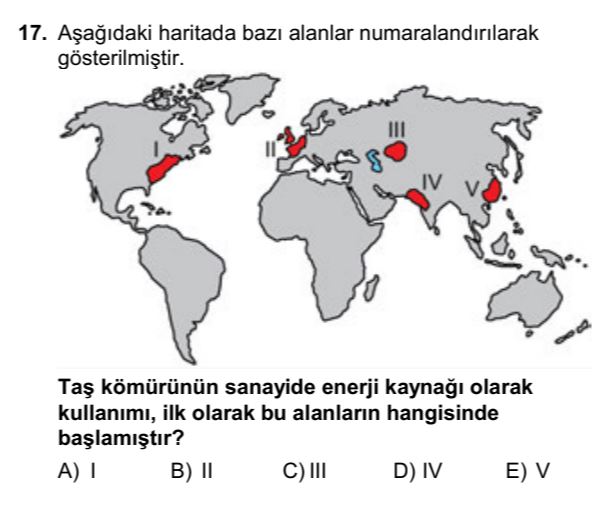 17. Aşağıdaki haritada bazı alanlar numaralandırılarak
gösterilmiştir.
I
II
III
IV
V
Taş kömürünün sanayide enerji kaynağı olarak
kullanımı, ilk olarak bu alanların hangisinde
başlamıştır?
A) I B) II C) III D) IV E) V